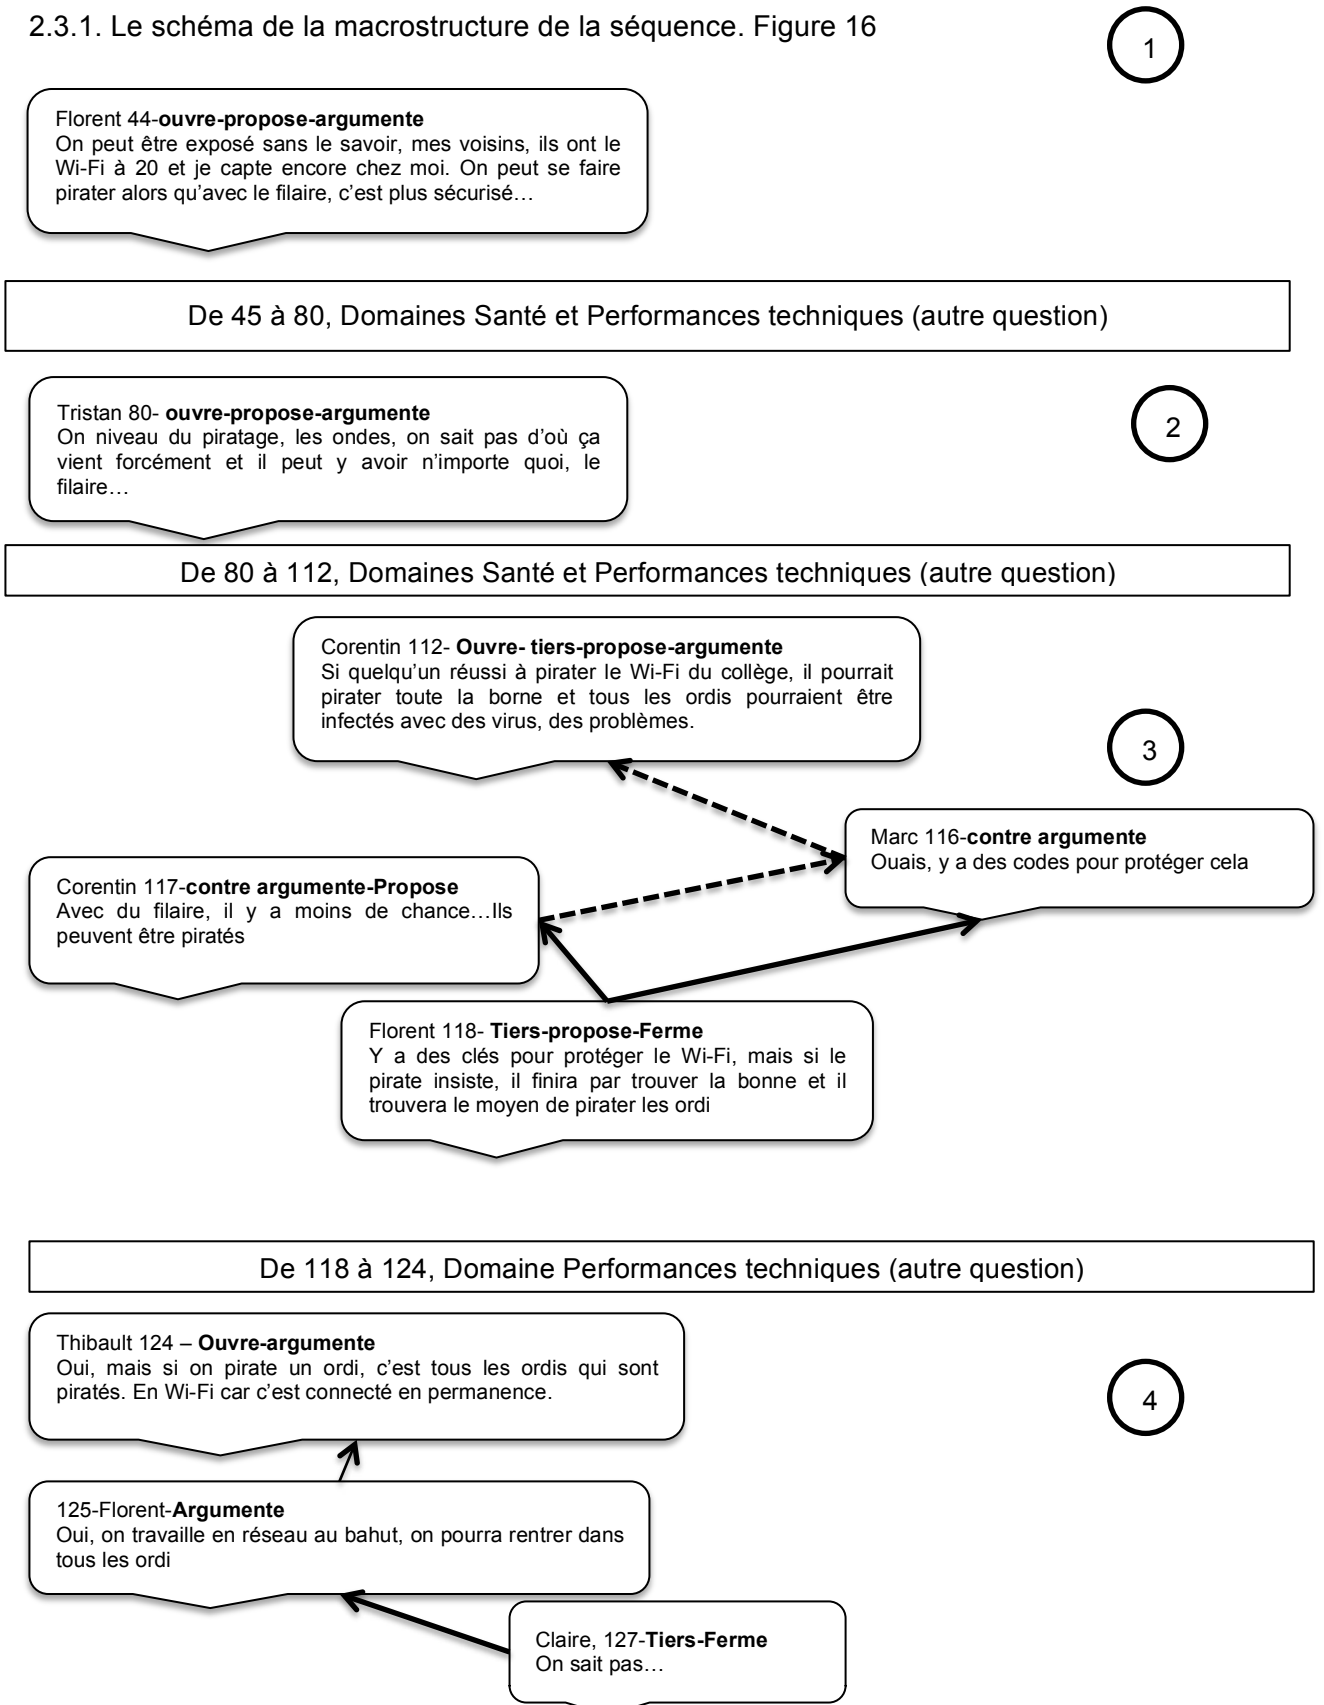 2.3.1. Le schéma de la macrostructure de la séquence. Figure 16
1
Florent 44-ouvre-propose-argumente
On peut être exposé sans le savoir, mes voisins, ils ont le
Wi-Fi à 20 et je capte encore chez moi. On peut se faire
pirater alors qu’avec le filaire, c’est plus sécurisé…
De 45 à 80, Domaines Santé et Performances techniques (autre question)
Tristan 80- ouvre-propose-argumente
On niveau du piratage, les ondes, on sait pas d’où ça
vient forcément et il peut y avoir n’importe quoi, le
filaire…
2
De 80 à 112, Domaines Santé et Performances techniques (autre question)
Corentin 112- Ouvre- tiers-propose-argumente
Si quelqu’un réussi à pirater le Wi-Fi du collège, il pourrait
pirater toute la borne et tous les ordis pourraient être
infectés avec des virus, des problèmes.
3
Marc 116-contre argumente
Ouais, y a des codes pour protéger cela
Corentin 117-contre argumente-Propose
Avec du filaire, il y a moins de chance…Ils
peuvent être piratés
Florent 118- Tiers-propose-Ferme
Y a des clés pour protéger le Wi-Fi, mais si le
pirate insiste, il finira par trouver la bonne et il
trouvera le moyen de pirater les ordi
De 118 à 124, Domaine Performances techniques (autre question)
Thibault 124 – Ouvre-argumente
Oui, mais si on pirate un ordi, c’est tous les ordis qui sont
piratés. En Wi-Fi car c’est connecté en permanence.
4
125-Florent-Argumente
Oui, on travaille en réseau au bahut, on pourra rentrer dans
tous les ordi
Claire, 127-Tiers-Ferme
On sait pas…